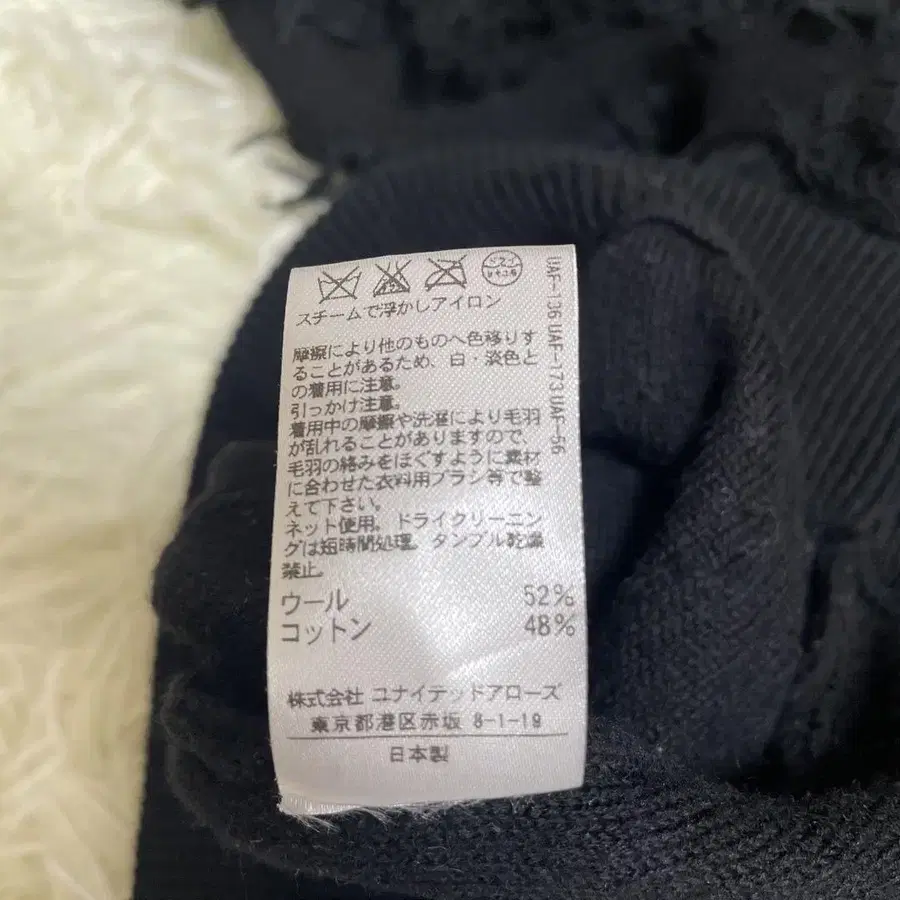 ドライ
セキユ系
スチームで浮かしアイロン
摩擦により他のものへ色移りす
ることがあるため、白・淡色と
の着用に注意。
引っかけ注意。
着用中の摩擦や洗濯により毛羽
が乱れることがありますので、
毛羽の絡みをほぐすように素材
に合わせた衣料用ブラシ等で整
えて下さい。
ネット使用。ドライクリーニン
グは短時間処理。タンブル乾燥
禁止。
ウール 52%
コットン 48%
株式会社 ユナイテッドアローズ
東京都港区赤坂 8-1-19
日本製
UAF-136 UAF-173 UAF-56